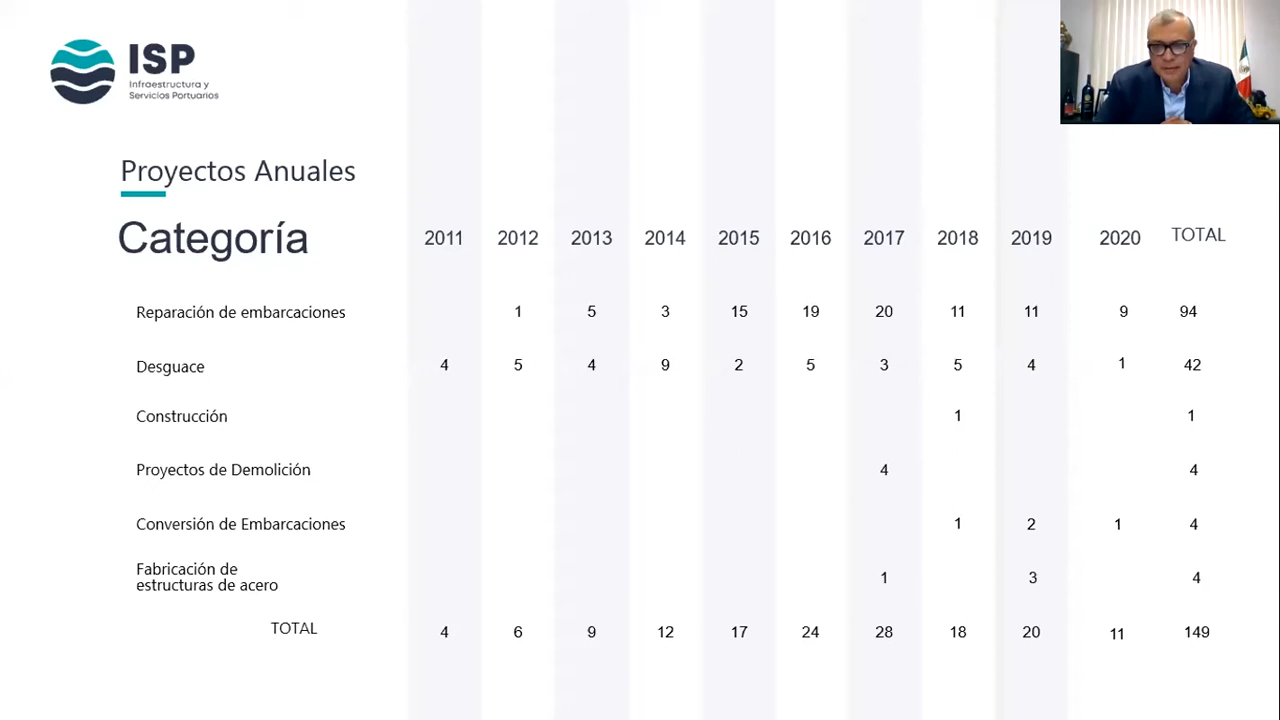 ISP
Infraestructura y
Servicios Portuarios
Proyectos Anuales
Categoría 2011 2012 2013 2014 2015 2016 2017 2018 2019 2020 TOTAL
Reparación de embarcaciones 1 5 3 15 19 20 11 11 9 94
Desguace 4 5 4 9 2 5 3 5 4 1 42
Construcción 1 1
Proyectos de Demolición 4 4
Conversión de Embarcaciones 1 2 1 4
Fabricación de
estructuras de acero 1 3 4
TOTAL 4 6 9 12 17 24 28 18 20 11 149